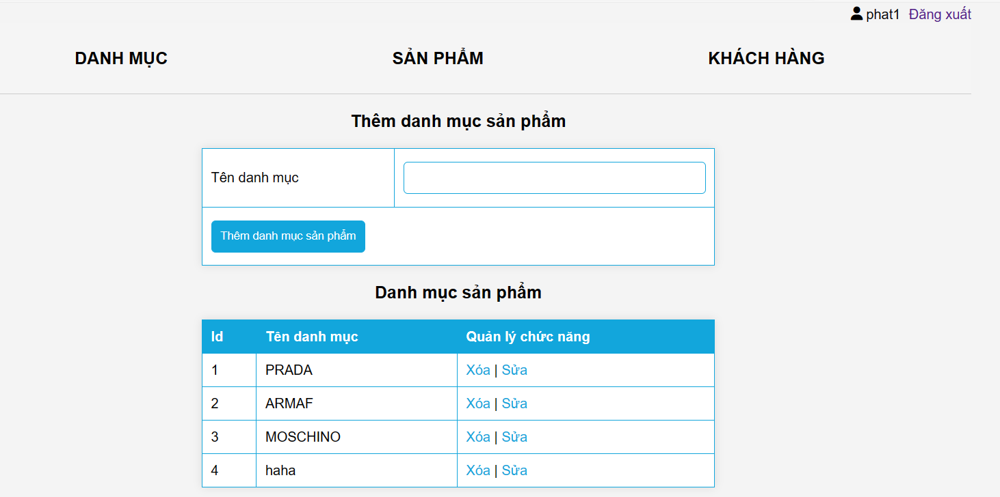 phat1 Đăng xuất
DANH MỤC SẢN PHẨM KHÁCH HÀNG
Thêm danh mục sản phẩm
Tên danh mục
Thêm danh mục sản phẩm
Danh mục sản phẩm
Id Tên danh mục Quản lý chức năng
1 PRADA Xóa | Sửa
2 ARMAF Xóa | Sửa
3 MOSCHINO Xóa | Sửa
4 haha Xóa | Sửa